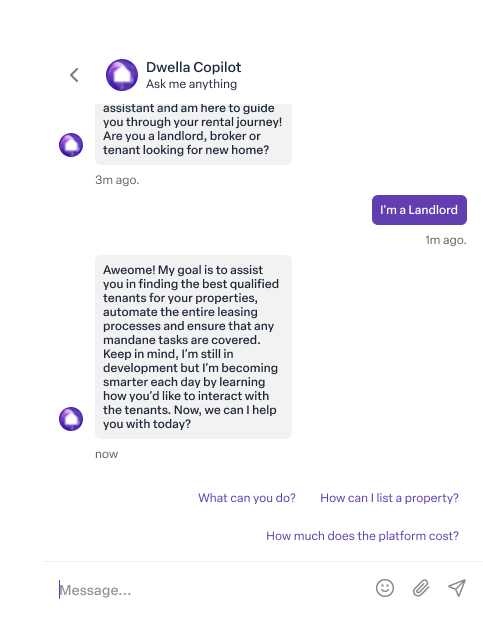 Dwella Copilot
Ask me anything
assistant and am here to guide
you through your rental journey!
Are you a landlord, broker or
tenant looking for new home?
3m ago.
I'm a Landlord
1m ago.
Aweome! My goal is to assist
you in finding the best qualified
tenants for your properties,
automate the entire leasing
processes and ensure that any
mandane tasks are covered.
Keep in mind, I'm still in
development but I'm becoming
smarter each day by learning
how you'd like to interact with
the tenants. Now, we can I help
you with today?
now
What can you do?
How can I list a property?
How much does the platform cost?
Message...